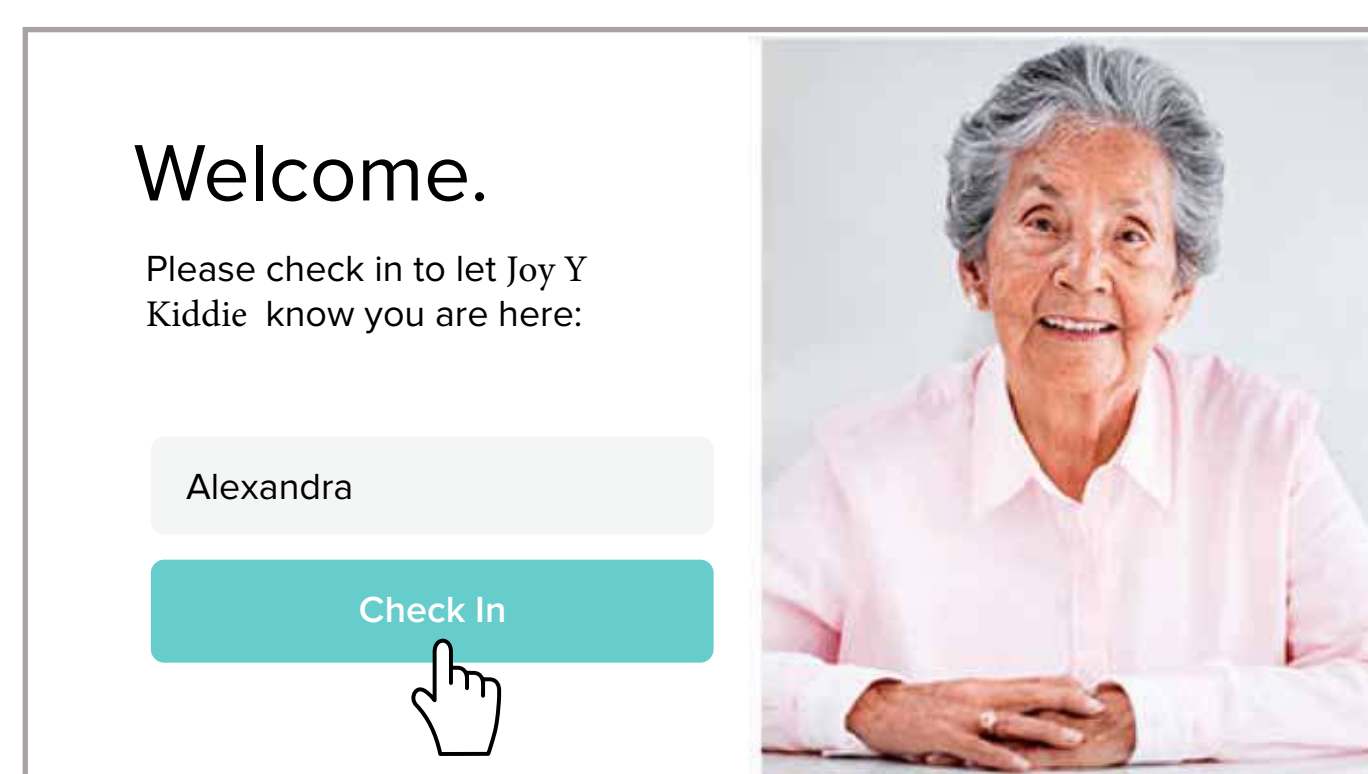 Welcome.
Please check in to let Joy Y
Kiddie know you are here:
Alexandra
Check In